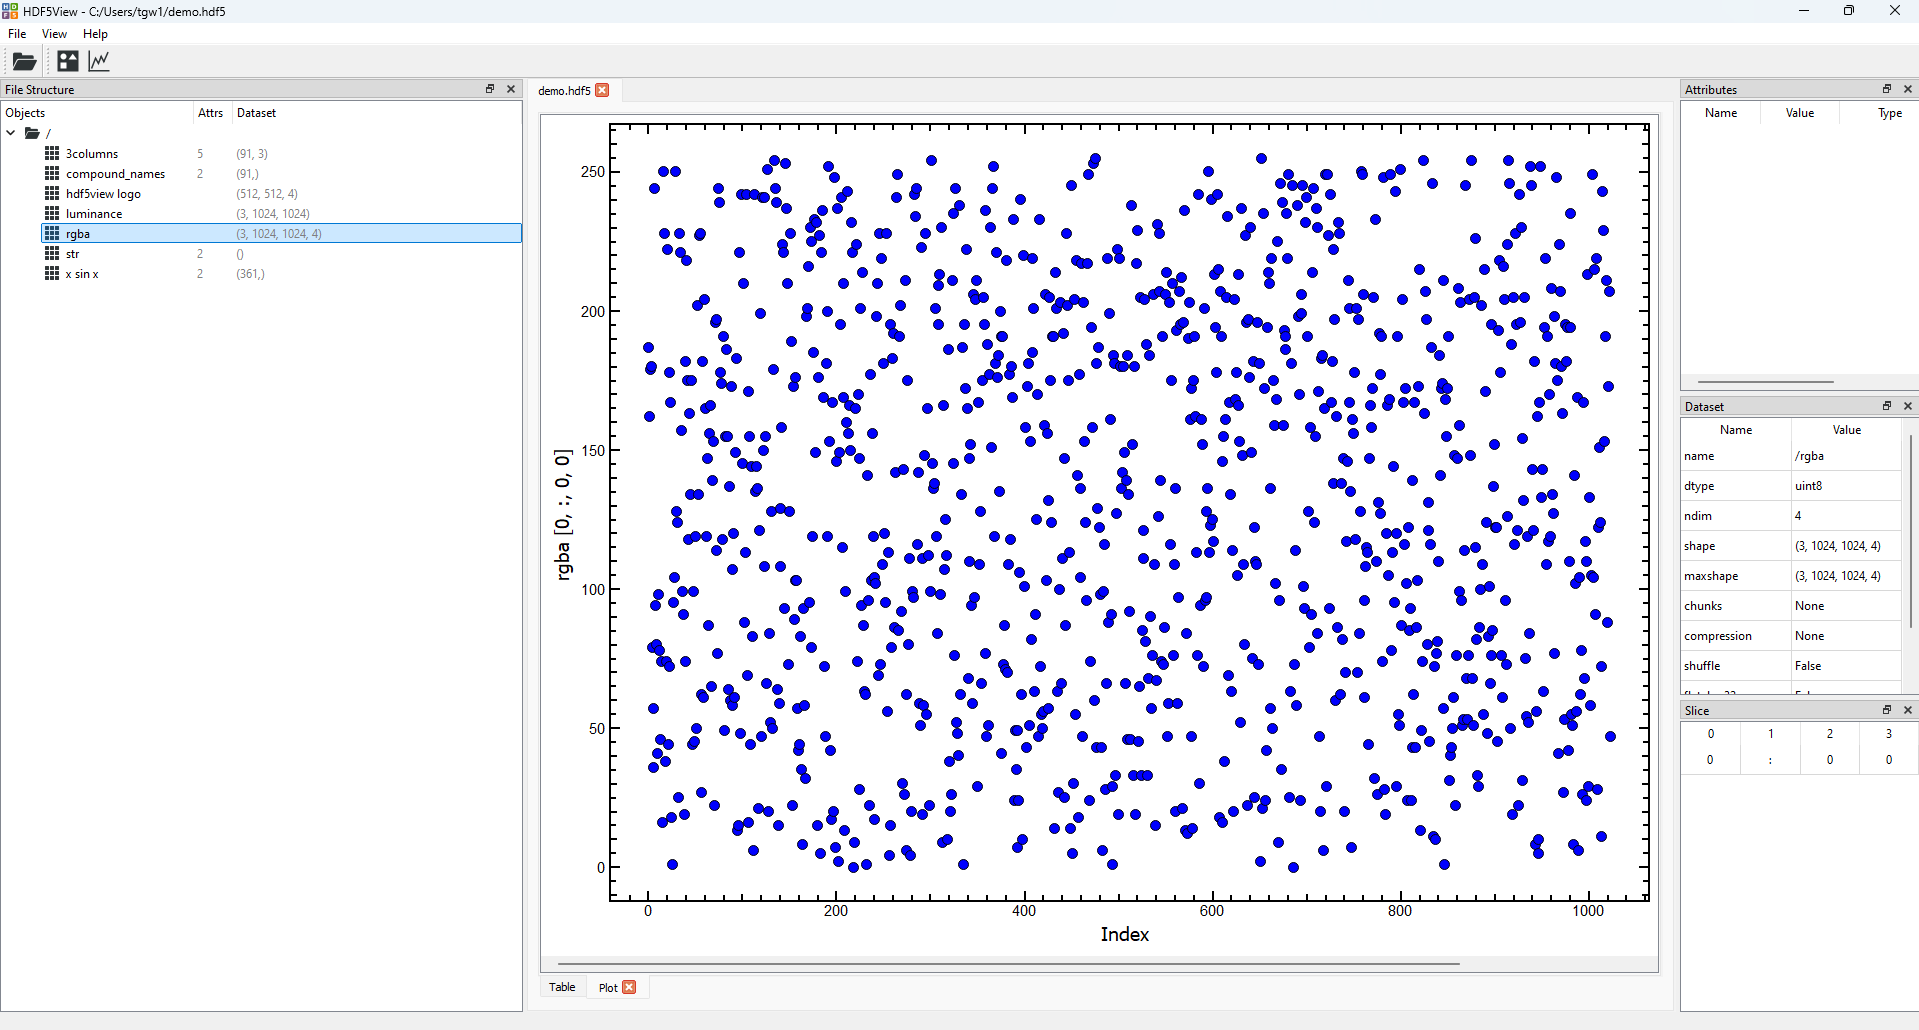 HDF5View - C:/Users/tgw1/demo.hdf5
File View Help
File Structure
Objects Attrs Dataset
/
3columns 5 (91, 3)
compound_names 2 (91,)
hdf5view logo (512, 512, 4)
luminance (3, 1024, 1024)
rgba (3, 1024, 1024, 4)
str 2 ()
x sin x 2 (361,)
demo.hdf5
rgba [0, :, 0, 0]
250
200
150
100
50
0
0 200 400 600 800 1000
Index
Table Plot
Attributes
Name Value Type
Dataset
Name Value
name /rgba
dtype uint8
ndim 4
shape (3, 1024, 1024, 4)
maxshape (3, 1024, 1024, 4)
chunks None
compression None
shuffle False
Slice
0 1 2 3
0 : 0 0